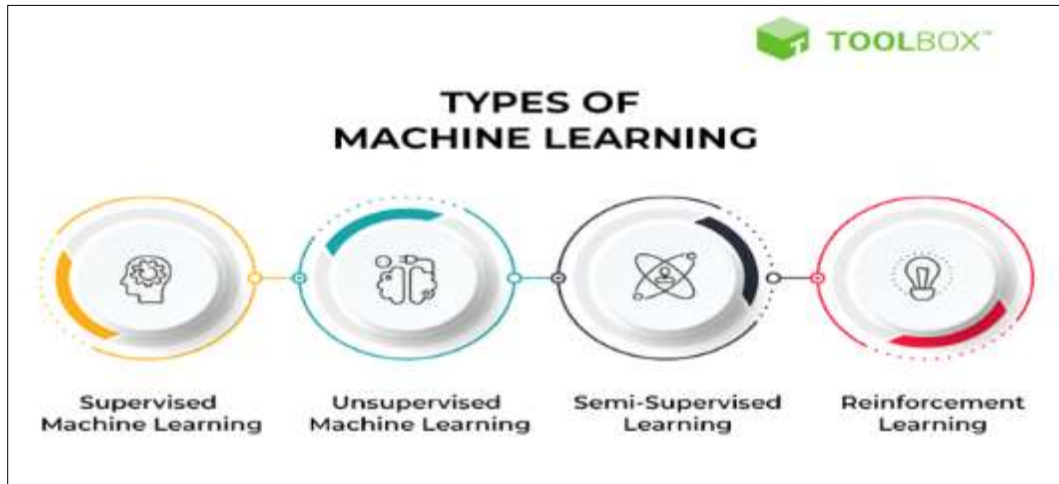 TOOLBOX™
TYPES OF
MACHINE LEARNING
Supervised
Machine Learning
Unsupervised
Machine Learning
Semi-Supervised
Learning
Reinforcement
Learning